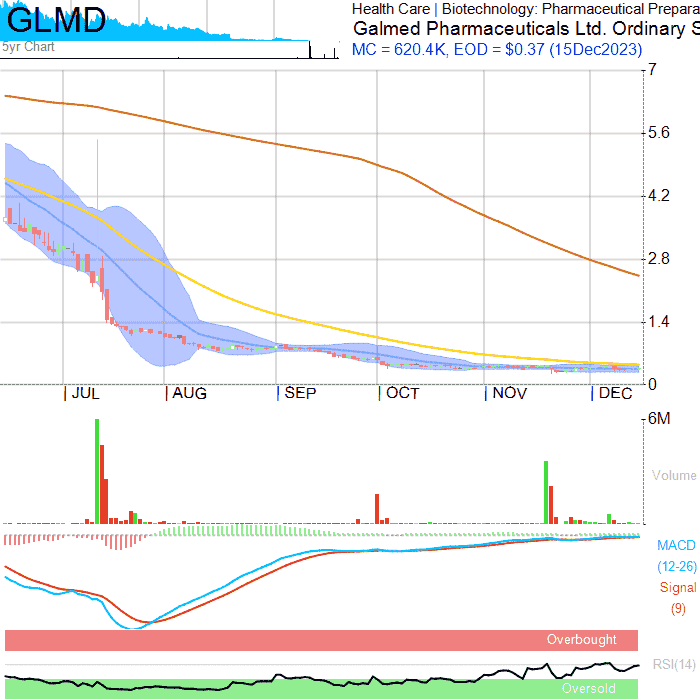 GLMD
Health Care | Biotechnology: Pharmaceutical Prepara
5yr Chart
Galmed Pharmaceuticals Ltd. Ordinary S
MC = 620.4K, EOD = $0.37 (15Dec2023)
7
5.6
4.2
2.8
1.4
0
JUL AUG SEP OCT NOV DEC
6M
Volume
MACD
(12-26)
Signal
(9)
Overbought
RSI(14)
Oversold